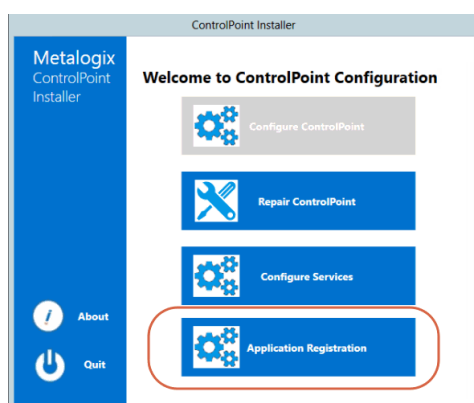 ControlPoint Installer
Metalogix
ControlPoint
Installer
Welcome to ControlPoint Configuration
Configure ControlPoint
Repair ControlPoint
Configure Services
Application Registration
About
Quit